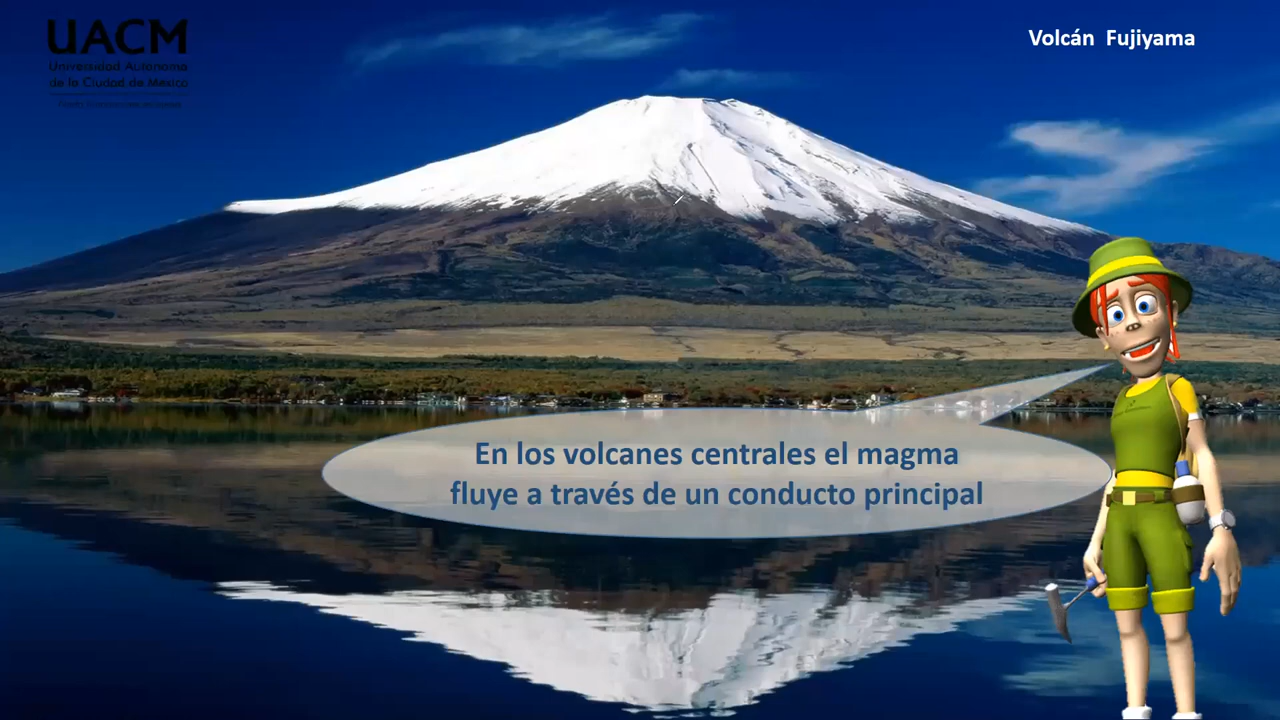 UACM
Universidad Autónoma
de la Ciudad de México
Volcán Fujiyama
En los volcanes centrales el magma
fluye a través de un conducto principal